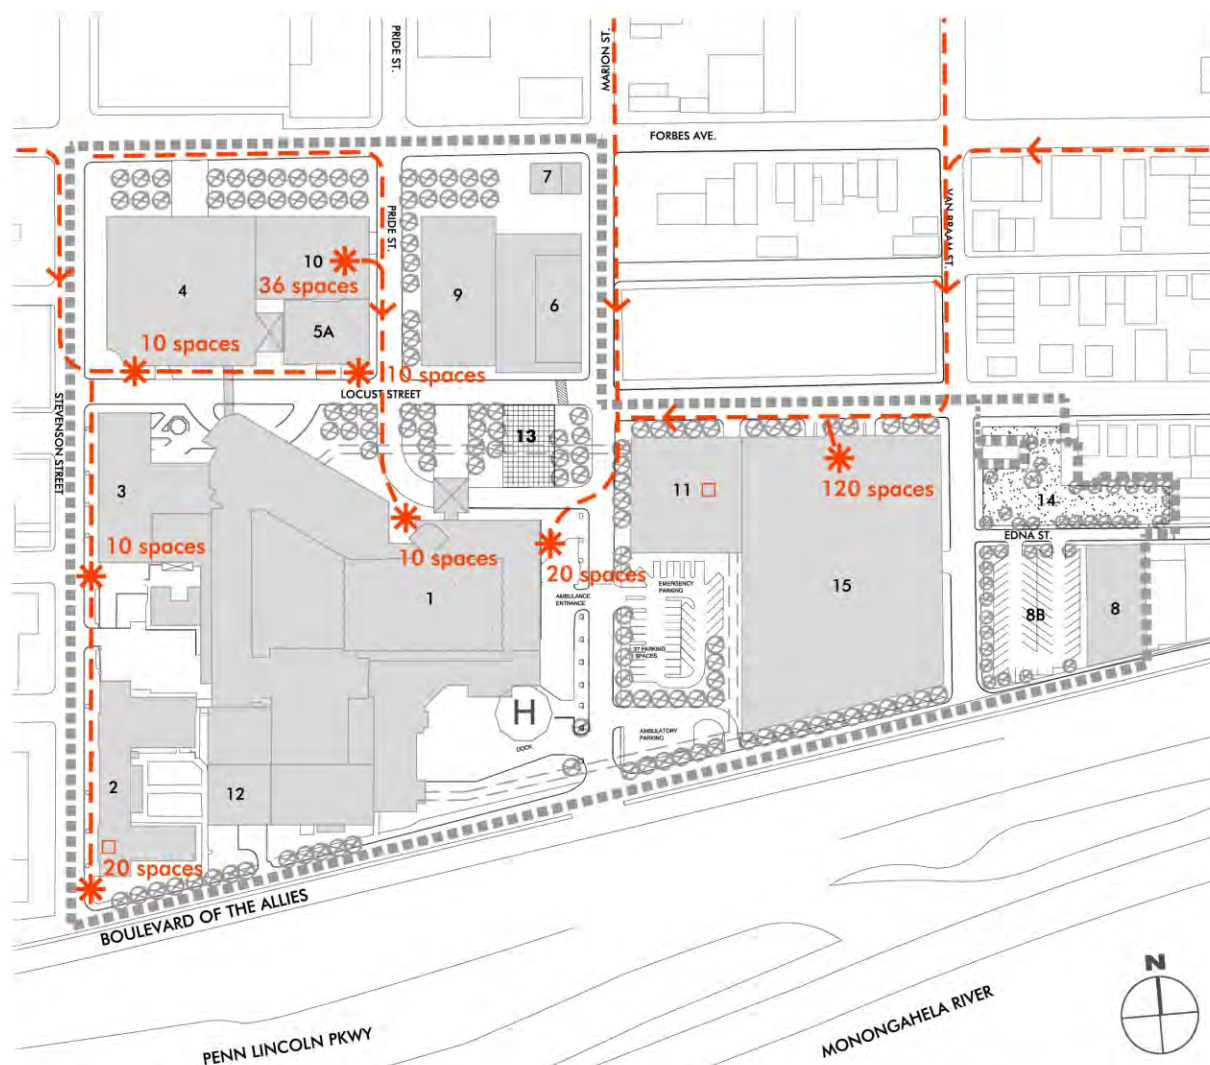 PRIDE ST.
MARION ST.
FORBES AVE.
7
PRIDE ST.
VAN BRAAM ST.
10
36 spaces
4
9
6
5A
10 spaces
10 spaces
LOCUST STREET
STEVENSON STREET
13
3
11
120 spaces
14
10 spaces
10 spaces
20 spaces
EDNA ST.
1
AMBULANCE
ENTRANCE
EMERGENCY
PARKING
15
8B
8
37 PARKING
SPACES
H
DOCK
AMBULATORY
PARKING
2
12
20 spaces
BOULEVARD OF THE ALLIES
N
PENN LINCOLN PKWY
MONONGAHELA RIVER